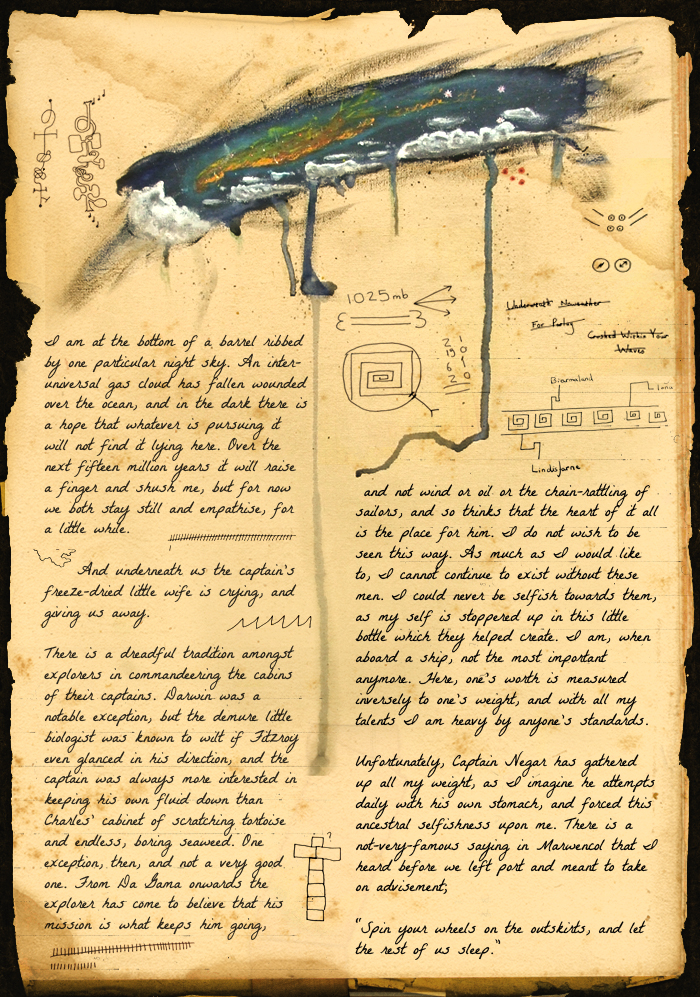 1025mb
2 1
19 0
6 1
2 0
Underneath November
For Parley
Crushed Within Your
Waves
Biarmaland
Iona
Lindisfarne
I am at the bottom of a barrel ribbed
by one particular night sky. An inter-
universal gas cloud has fallen wounded
over the ocean, and in the dark there is
a hope that whatever is pursuing it
will not find it lying here. Over the
next fifteen million years it will raise
a finger and shush me, but for now
we both stay still and empathise, for
a little while.
And underneath us the captain's
freeze-dried little wife is crying, and
giving us away.
There is a dreadful tradition amongst
explorers in commandeering the cabins
of their captains. Darwin was a
notable exception, but the demure little
biologist was known to wilt if Fitzroy
even glanced in his direction, and the
captain was always more interested in
keeping his own fluid down than
Charles' cabinet of scratching tortoise
and endless, boring seaweed. One
exception, then, and not a very good
one. From Da Gama onwards the
explorer has come to believe that his
mission is what keeps him going,
?
and not wind or oil or the chain-rattling of
sailors, and so thinks that the heart of it all
is the place for him. I do not wish to be
seen this way. As much as I would like
to, I cannot continue to exist without these
men. I could never be selfish towards them,
as my self is stoppered up in this little
bottle which they helped create. I am, when
aboard a ship, not the most important
anymore. Here, one's worth is measured
inversely to one's weight, and with all my
talents I am heavy by anyone's standards.
Unfortunately, Captain Negar has gathered
up all my weight, as I imagine he attempts
daily with his own stomach, and forced this
ancestral selfishness upon me. There is a
not-very-famous saying in Marwencol that I
heard before we left port and meant to take
on advisement;
"Spin your wheels on the outskirts, and let
the rest of us sleep."